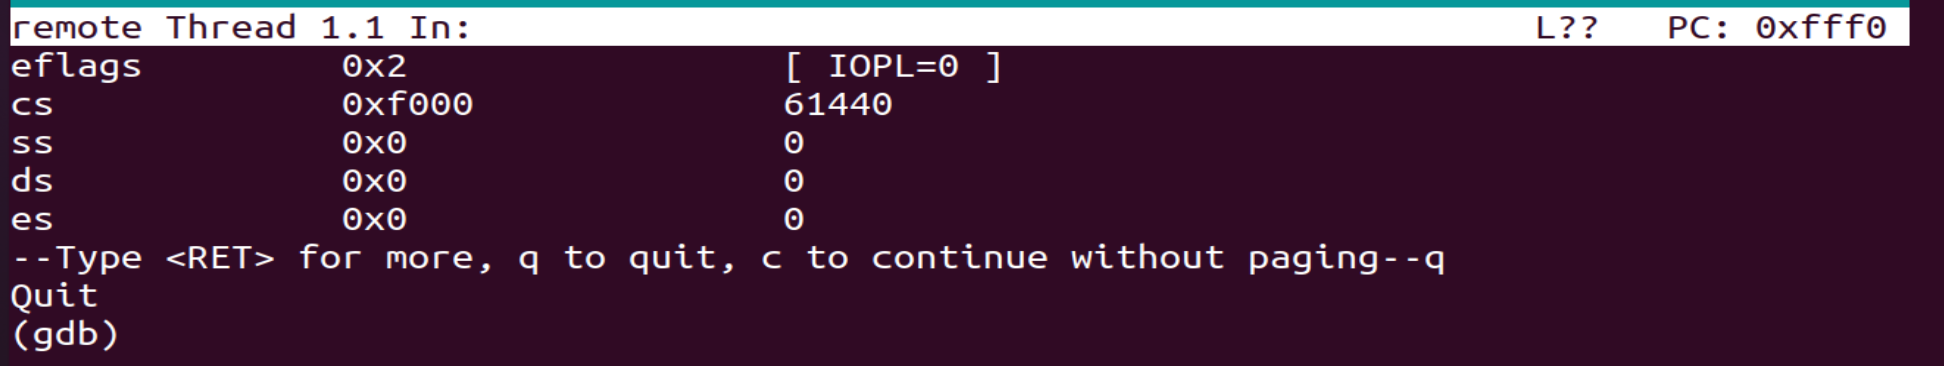 remote Thread 1.1 In: L?? PC: 0xfff0
eflags 0x2 [ IOPL=0 ]
cs 0xf000 61440
ss 0x0 0
ds 0x0 0
es 0x0 0
--Type <RET> for more, q to quit, c to continue without paging--q
Quit
(gdb)